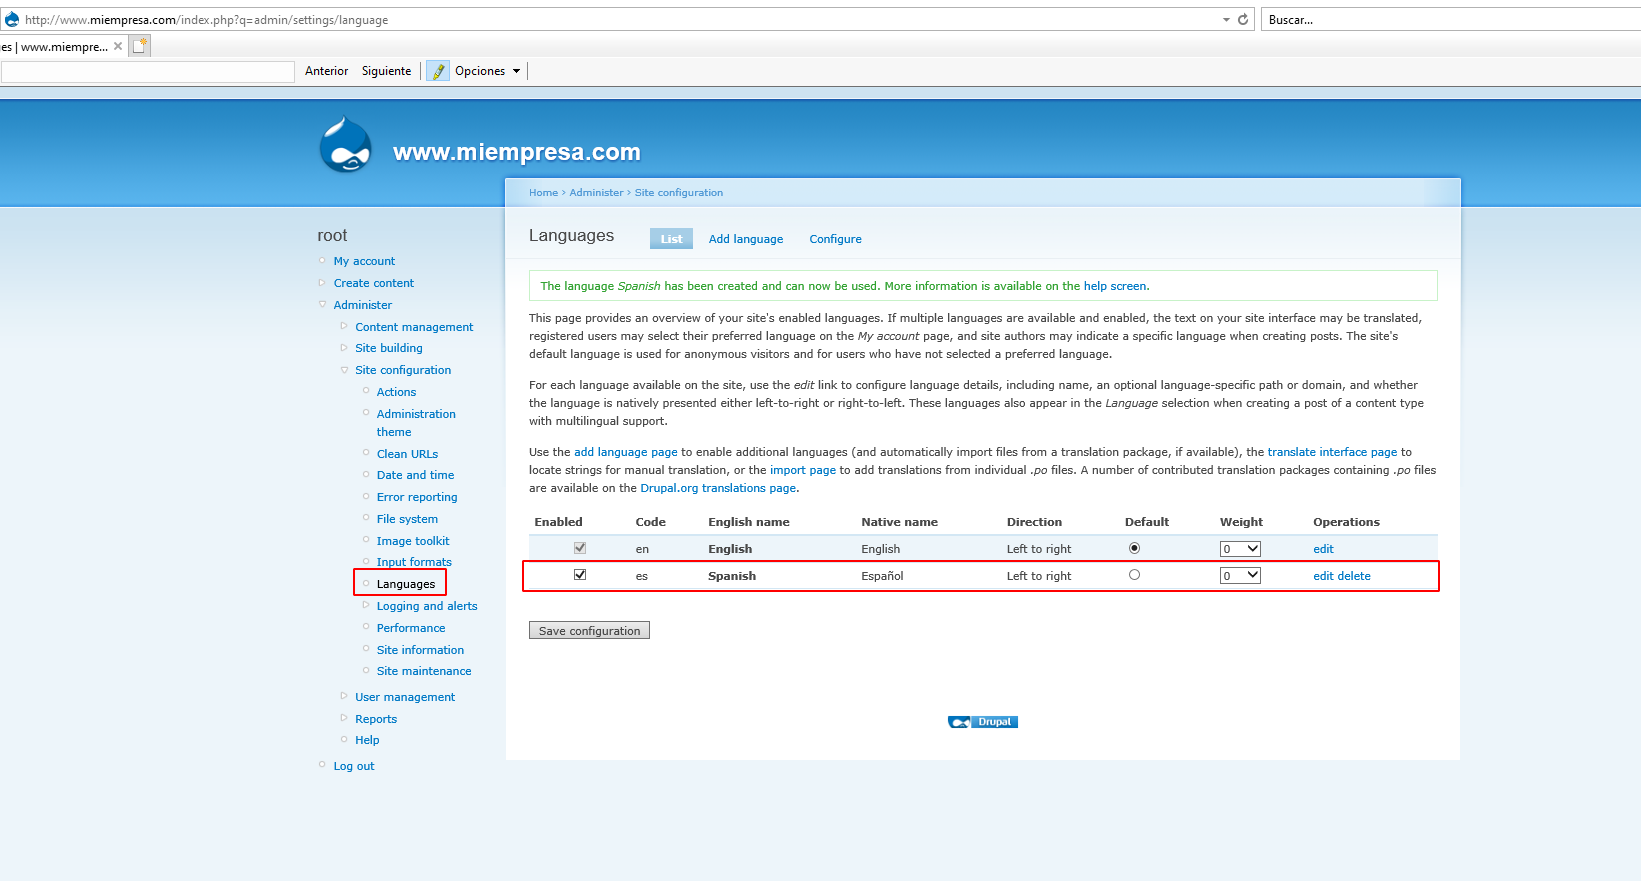 http://www.miempresa.com/index.php?q=admin/settings/language
Buscar...
es | www.miempre...
Anterior Siguiente Opciones
www.miempresa.com
Home › Administer › Site configuration
root
My account
Create content
Administer
Content management
Site building
Site configuration
Actions
Administration
theme
Clean URLs
Date and time
Error reporting
File system
Image toolkit
Input formats
Languages
Logging and alerts
Performance
Site information
Site maintenance
User management
Reports
Help
Log out
Languages List Add language Configure
The language Spanish has been created and can now be used. More information is available on the help screen.
This page provides an overview of your site's enabled languages. If multiple languages are available and enabled, the text on your site interface may be translated,
registered users may select their preferred language on the My account page, and site authors may indicate a specific language when creating posts. The site's
default language is used for anonymous visitors and for users who have not selected a preferred language.
For each language available on the site, use the edit link to configure language details, including name, an optional language-specific path or domain, and whether
the language is natively presented either left-to-right or right-to-left. These languages also appear in the Language selection when creating a post of a content type
with multilingual support.
Use the add language page to enable additional languages (and automatically import files from a translation package, if available), the translate interface page to
locate strings for manual translation, or the import page to add translations from individual .po files. A number of contributed translation packages containing .po files
are available on the Drupal.org translations page.
Enabled Code English name Native name Direction Default Weight Operations
en English English Left to right 0 edit
es Spanish Español Left to right 0 edit delete
Save configuration
Drupal